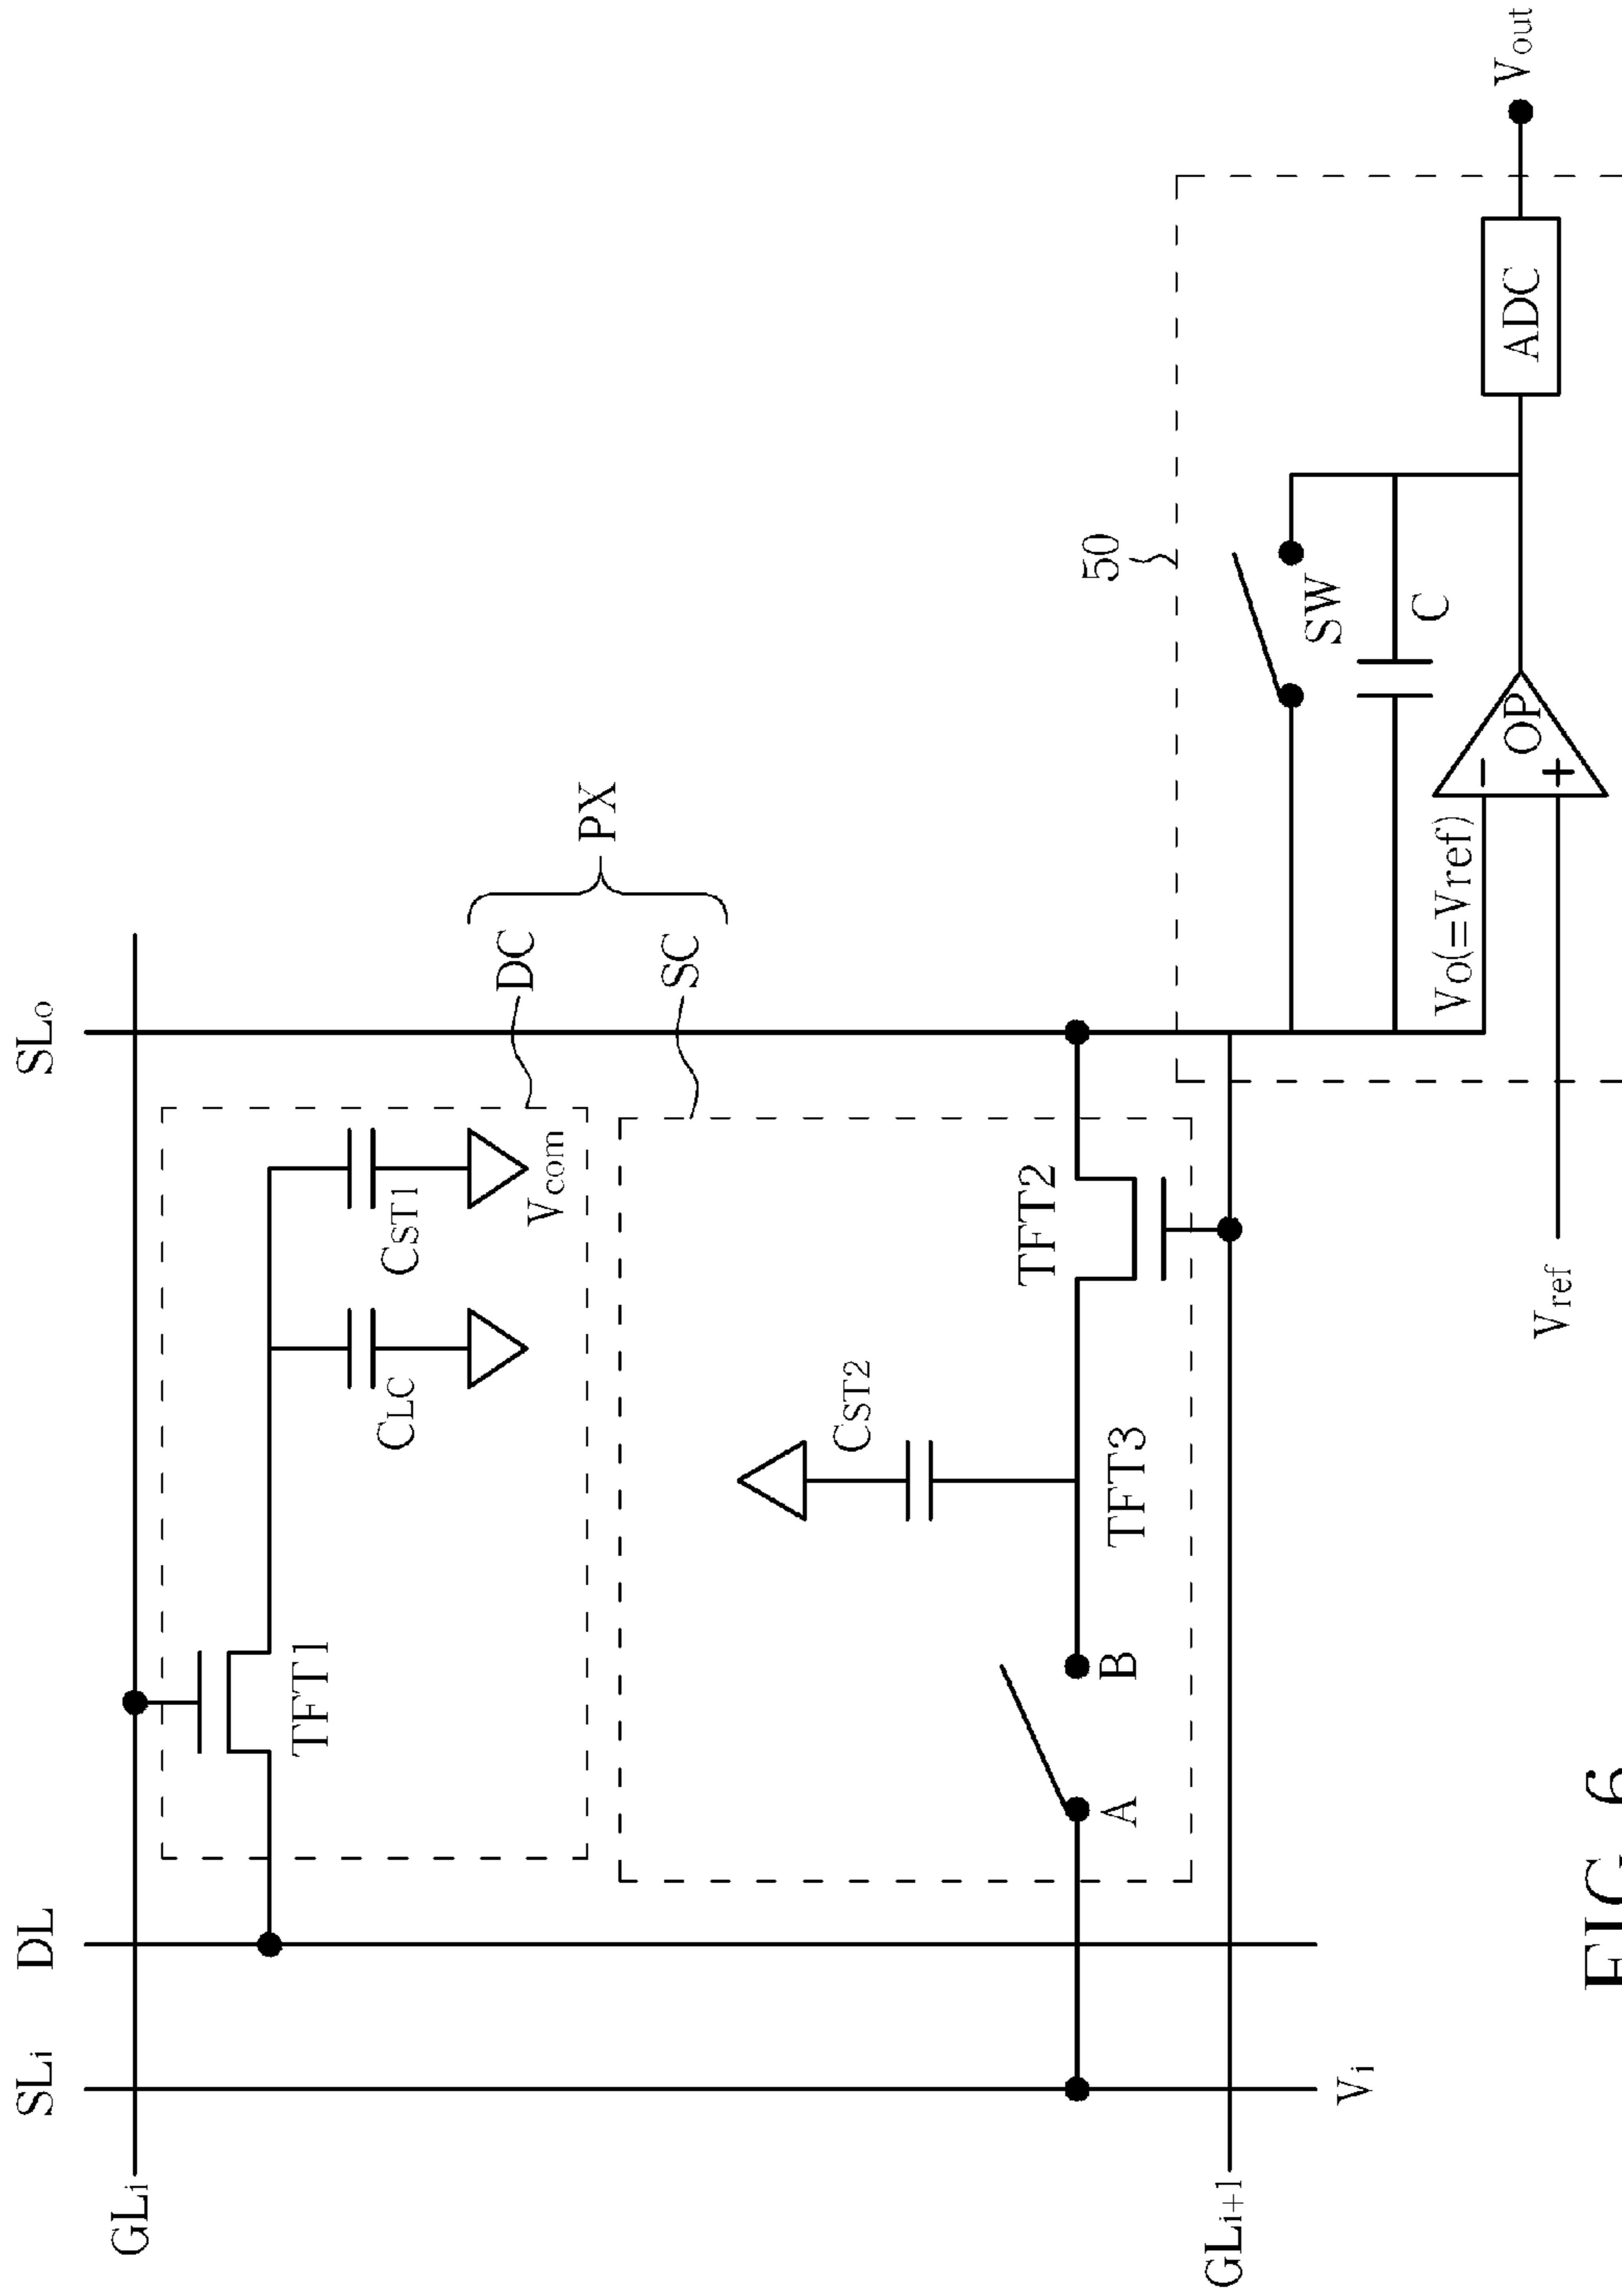 SLi DL SLo
GLi
TFT1
CLC
CST1
Vcom
DC
SC
PX
CST2
A
B
TFT3
TFT2
GLi+1
Vi
50
SW
C
Vo(=Vref)
OP
−
+
Vref
ADC
Vout
FIG. 6